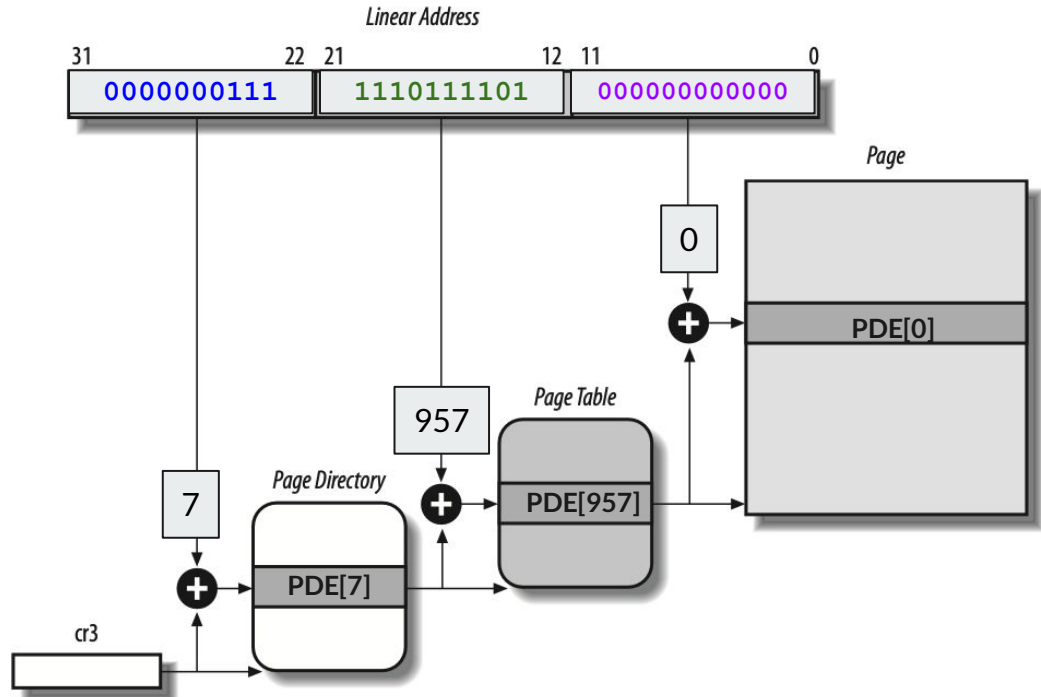 Linear Address
31 22 21 12 11 0
0000000111 1110111101 000000000000
Page
0
PDE[0]
Page Table
957
Page Directory
7
PDE[957]
PDE[7]
cr3